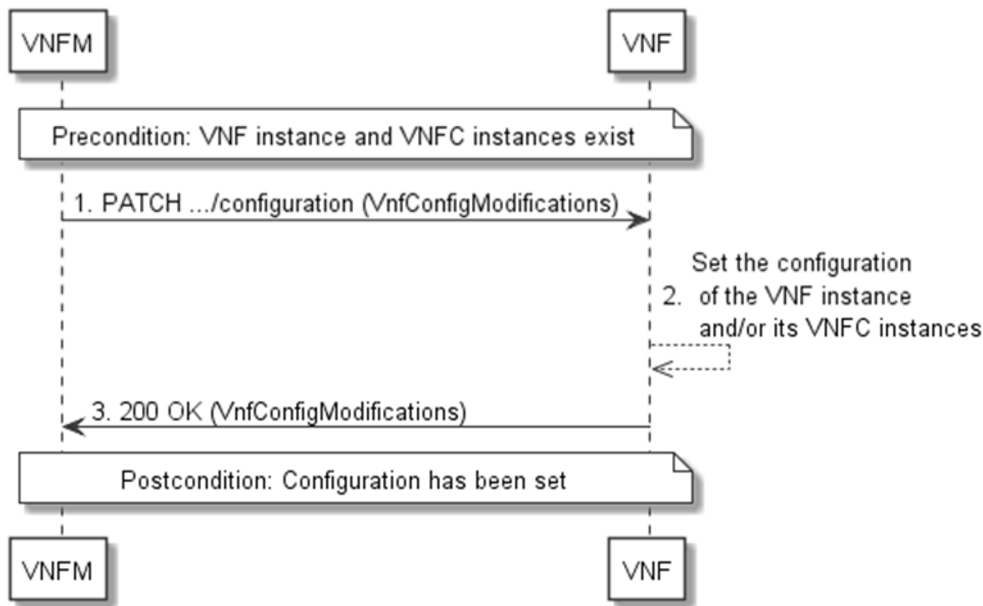 VNFM
VNF
Precondition: VNF instance and VNFC instances exist
1. PATCH .../configuration (VnfConfigModifications)
Set the configuration
2. of the VNF instance
and/or its VNFC instances
3. 200 OK (VnfConfigModifications)
Postcondition: Configuration has been set
VNFM
VNF